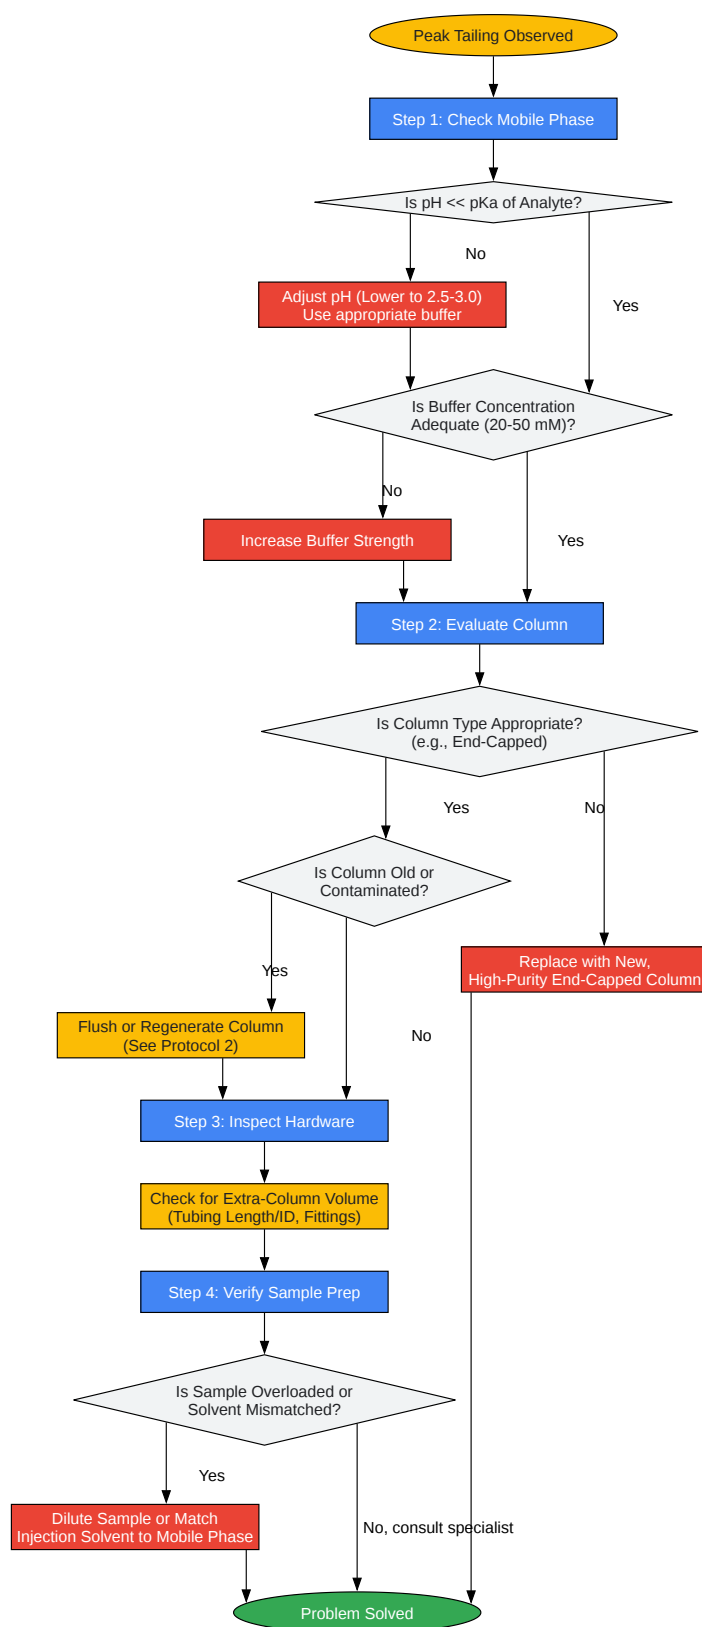 Peak Tailing Observed
Step 1: Check Mobile Phase
Is pH << pKa of Analyte?
No
Adjust pH (Lower to 2.5-3.0)
Use appropriate buffer
Yes
Is Buffer Concentration
Adequate (20-50 mM)?
No
Increase Buffer Strength
Yes
Step 2: Evaluate Column
Is Column Type Appropriate?
(e.g., End-Capped)
Yes
No
Is Column Old or
Contaminated?
Yes
Replace with New,
High-Purity End-Capped Column
Flush or Regenerate Column
(See Protocol 2)
No
Step 3: Inspect Hardware
Check for Extra-Column Volume
(Tubing Length/ID, Fittings)
Step 4: Verify Sample Prep
Is Sample Overloaded or
Solvent Mismatched?
Yes
Dilute Sample or Match
Injection Solvent to Mobile Phase
No, consult specialist
Problem Solved